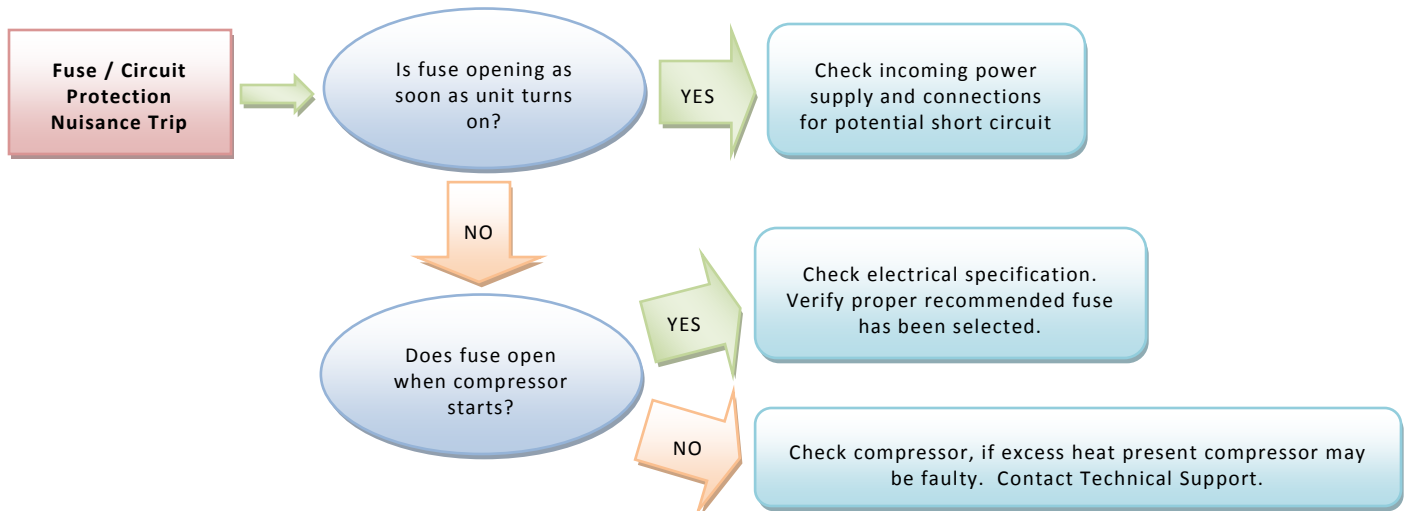 Fuse / Circuit
Protection
Nuisance Trip
Is fuse opening as
soon as unit turns
on?
YES
Check incoming power
supply and connections
for potential short circuit
NO
Does fuse open
when compressor
starts?
YES
Check electrical specification.
Verify proper recommended fuse
has been selected.
NO
Check compressor, if excess heat present compressor may
be faulty.  Contact Technical Support.